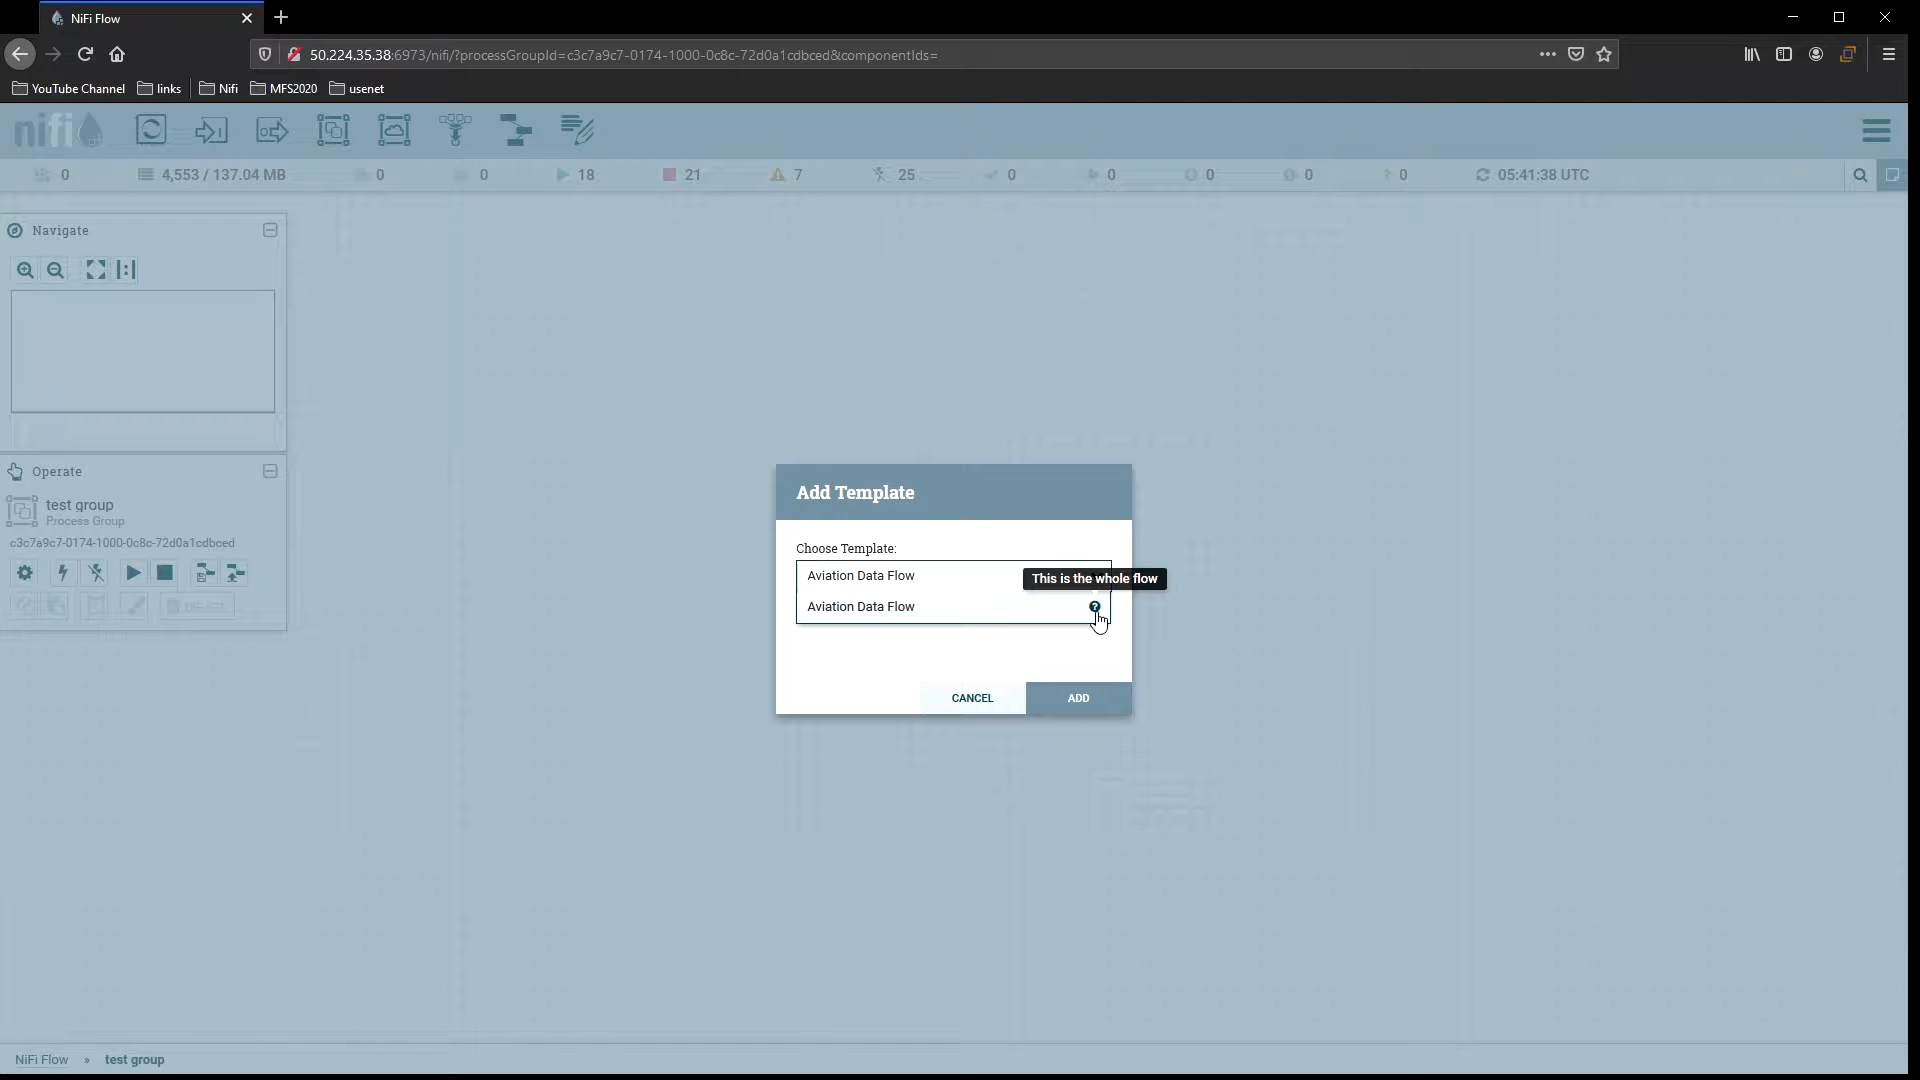 NiFi Flow
50.224.35.38:6973/nifi/?processGroupId=c3c7a9c7-0174-1000-0c8c-72d0a1cdbced&componentIds=
YouTube Channel links Nifi MFS2020 usenet
nifi
0 4,553 / 137.04 MB 0 0 18 21 7 25 0 0 0 0 0 05:41:38 UTC
Navigate
Operate
test group
Process Group
c3c7a9c7-0174-1000-0c8c-72d0a1cdbced
DELETE
Add Template
Choose Template:
Aviation Data Flow
This is the whole flow
Aviation Data Flow
CANCEL ADD
NiFi Flow » test group